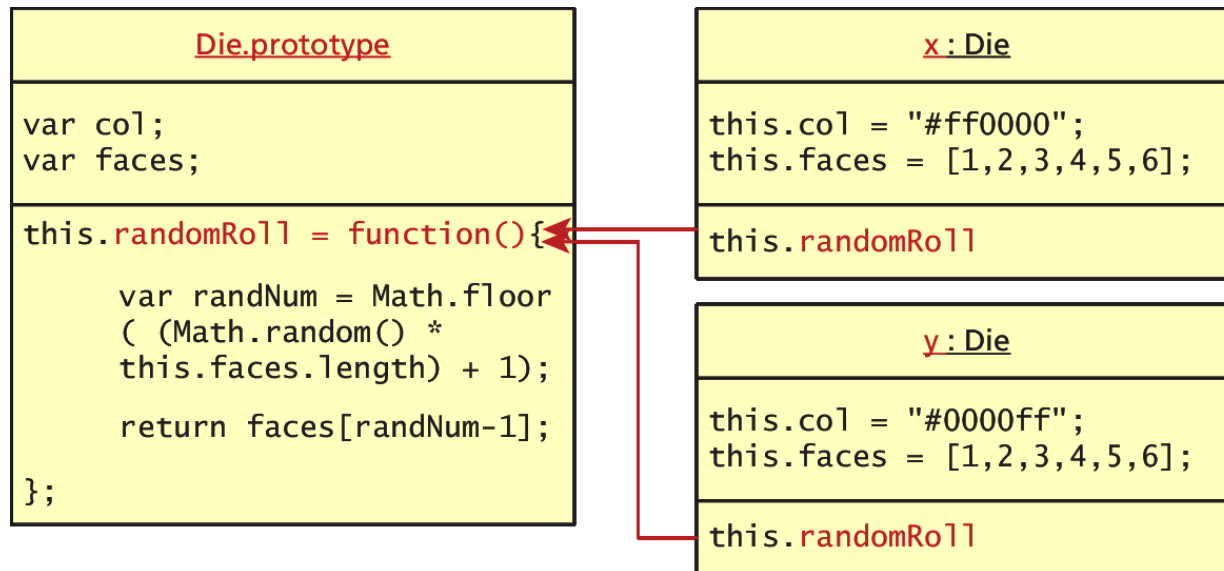 Die.prototype
var col;
var faces;
this.randomRoll = function(){
var randNum = Math.floor
( (Math.random() *
this.faces.length) + 1);
return faces[randNum-1];
};
x : Die
this.col = "#ff0000";
this.faces = [1,2,3,4,5,6];
this.randomRoll
y : Die
this.col = "#0000ff";
this.faces = [1,2,3,4,5,6];
this.randomRoll